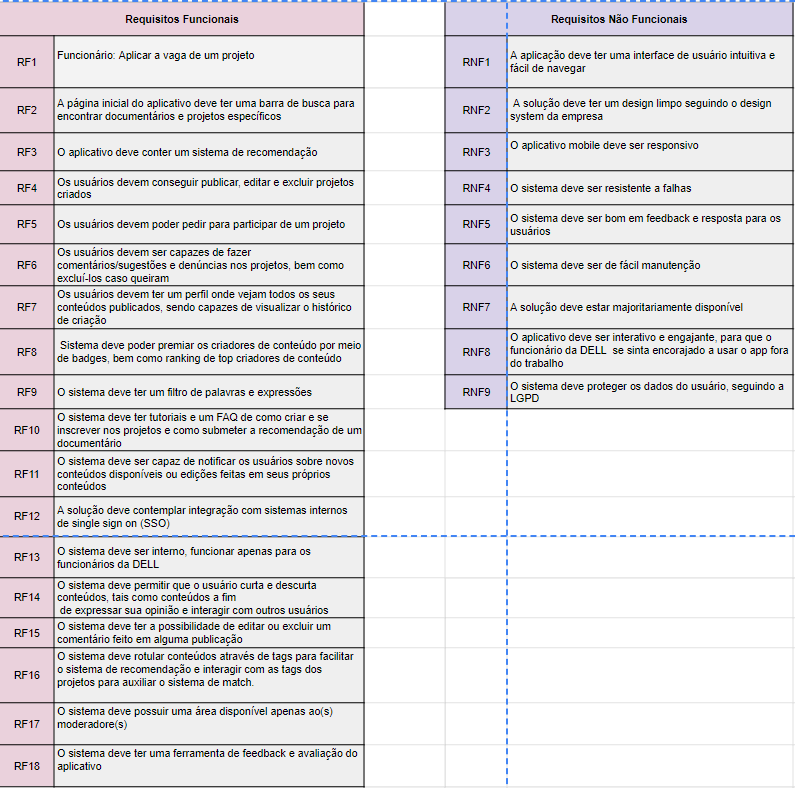 Requisitos Funcionais
RF1
Funcionário: Aplicar a vaga de um projeto
RF2
A página inicial do aplicativo deve ter uma barra de busca para
encontrar documentários e projetos específicos
RF3
O aplicativo deve conter um sistema de recomendação
RF4
Os usuários devem conseguir publicar, editar e excluir projetos
criados
RF5
Os usuários devem poder pedir para participar de um projeto
RF6
Os usuários devem ser capazes de fazer
comentários/sugestões e denúncias nos projetos, bem como
excluí-los caso queiram
RF7
Os usuários devem ter um perfil onde vejam todos os seus
conteúdos publicados, sendo capazes de visualizar o histórico
de criação
RF8
Sistema deve poder premiar os criadores de conteúdo por meio
de badges, bem como ranking de top criadores de conteúdo
RF9
O sistema deve ter um filtro de palavras e expressões
RF10
O sistema deve ter tutoriais e um FAQ de como criar e se
inscrever nos projetos e como submeter a recomendação de um
documentário
RF11
O sistema deve ser capaz de notificar os usuários sobre novos
conteúdos disponíveis ou edições feitas em seus próprios
conteúdos
RF12
A solução deve contemplar integração com sistemas internos
de single sign on (SSO)
RF13
O sistema deve ser interno, funcionar apenas para os
funcionários da DELL
RF14
O sistema deve permitir que o usuário curta e descurta
conteúdos, tais como conteúdos a fim
de expressar sua opinião e interagir com outros usuários
RF15
O sistema deve ter a possibilidade de editar ou excluir um
comentário feito em alguma publicação
RF16
O sistema deve rotular conteúdos através de tags para facilitar
o sistema de recomendação e interagir com as tags dos
projetos para auxiliar o sistema de match.
RF17
O sistema deve possuir uma área disponível apenas ao(s)
moderadore(s)
RF18
O sistema deve ter uma ferramenta de feedback e avaliação do
aplicativo
Requisitos Não Funcionais
RNF1
A aplicação deve ter uma interface de usuário intuitiva e
fácil de navegar
RNF2
A solução deve ter um design limpo seguindo o design
system da empresa
RNF3
O aplicativo mobile deve ser responsivo
RNF4
O sistema deve ser resistente a falhas
RNF5
O sistema deve ser bom em feedback e resposta para os
usuários
RNF6
O sistema deve ser de fácil manutenção
RNF7
A solução deve estar majoritariamente disponível
RNF8
O aplicativo deve ser interativo e engajante, para que o
funcionário da DELL se sinta encorajado a usar o app fora
do trabalho
RNF9
O sistema deve proteger os dados do usuário, seguindo a
LGPD